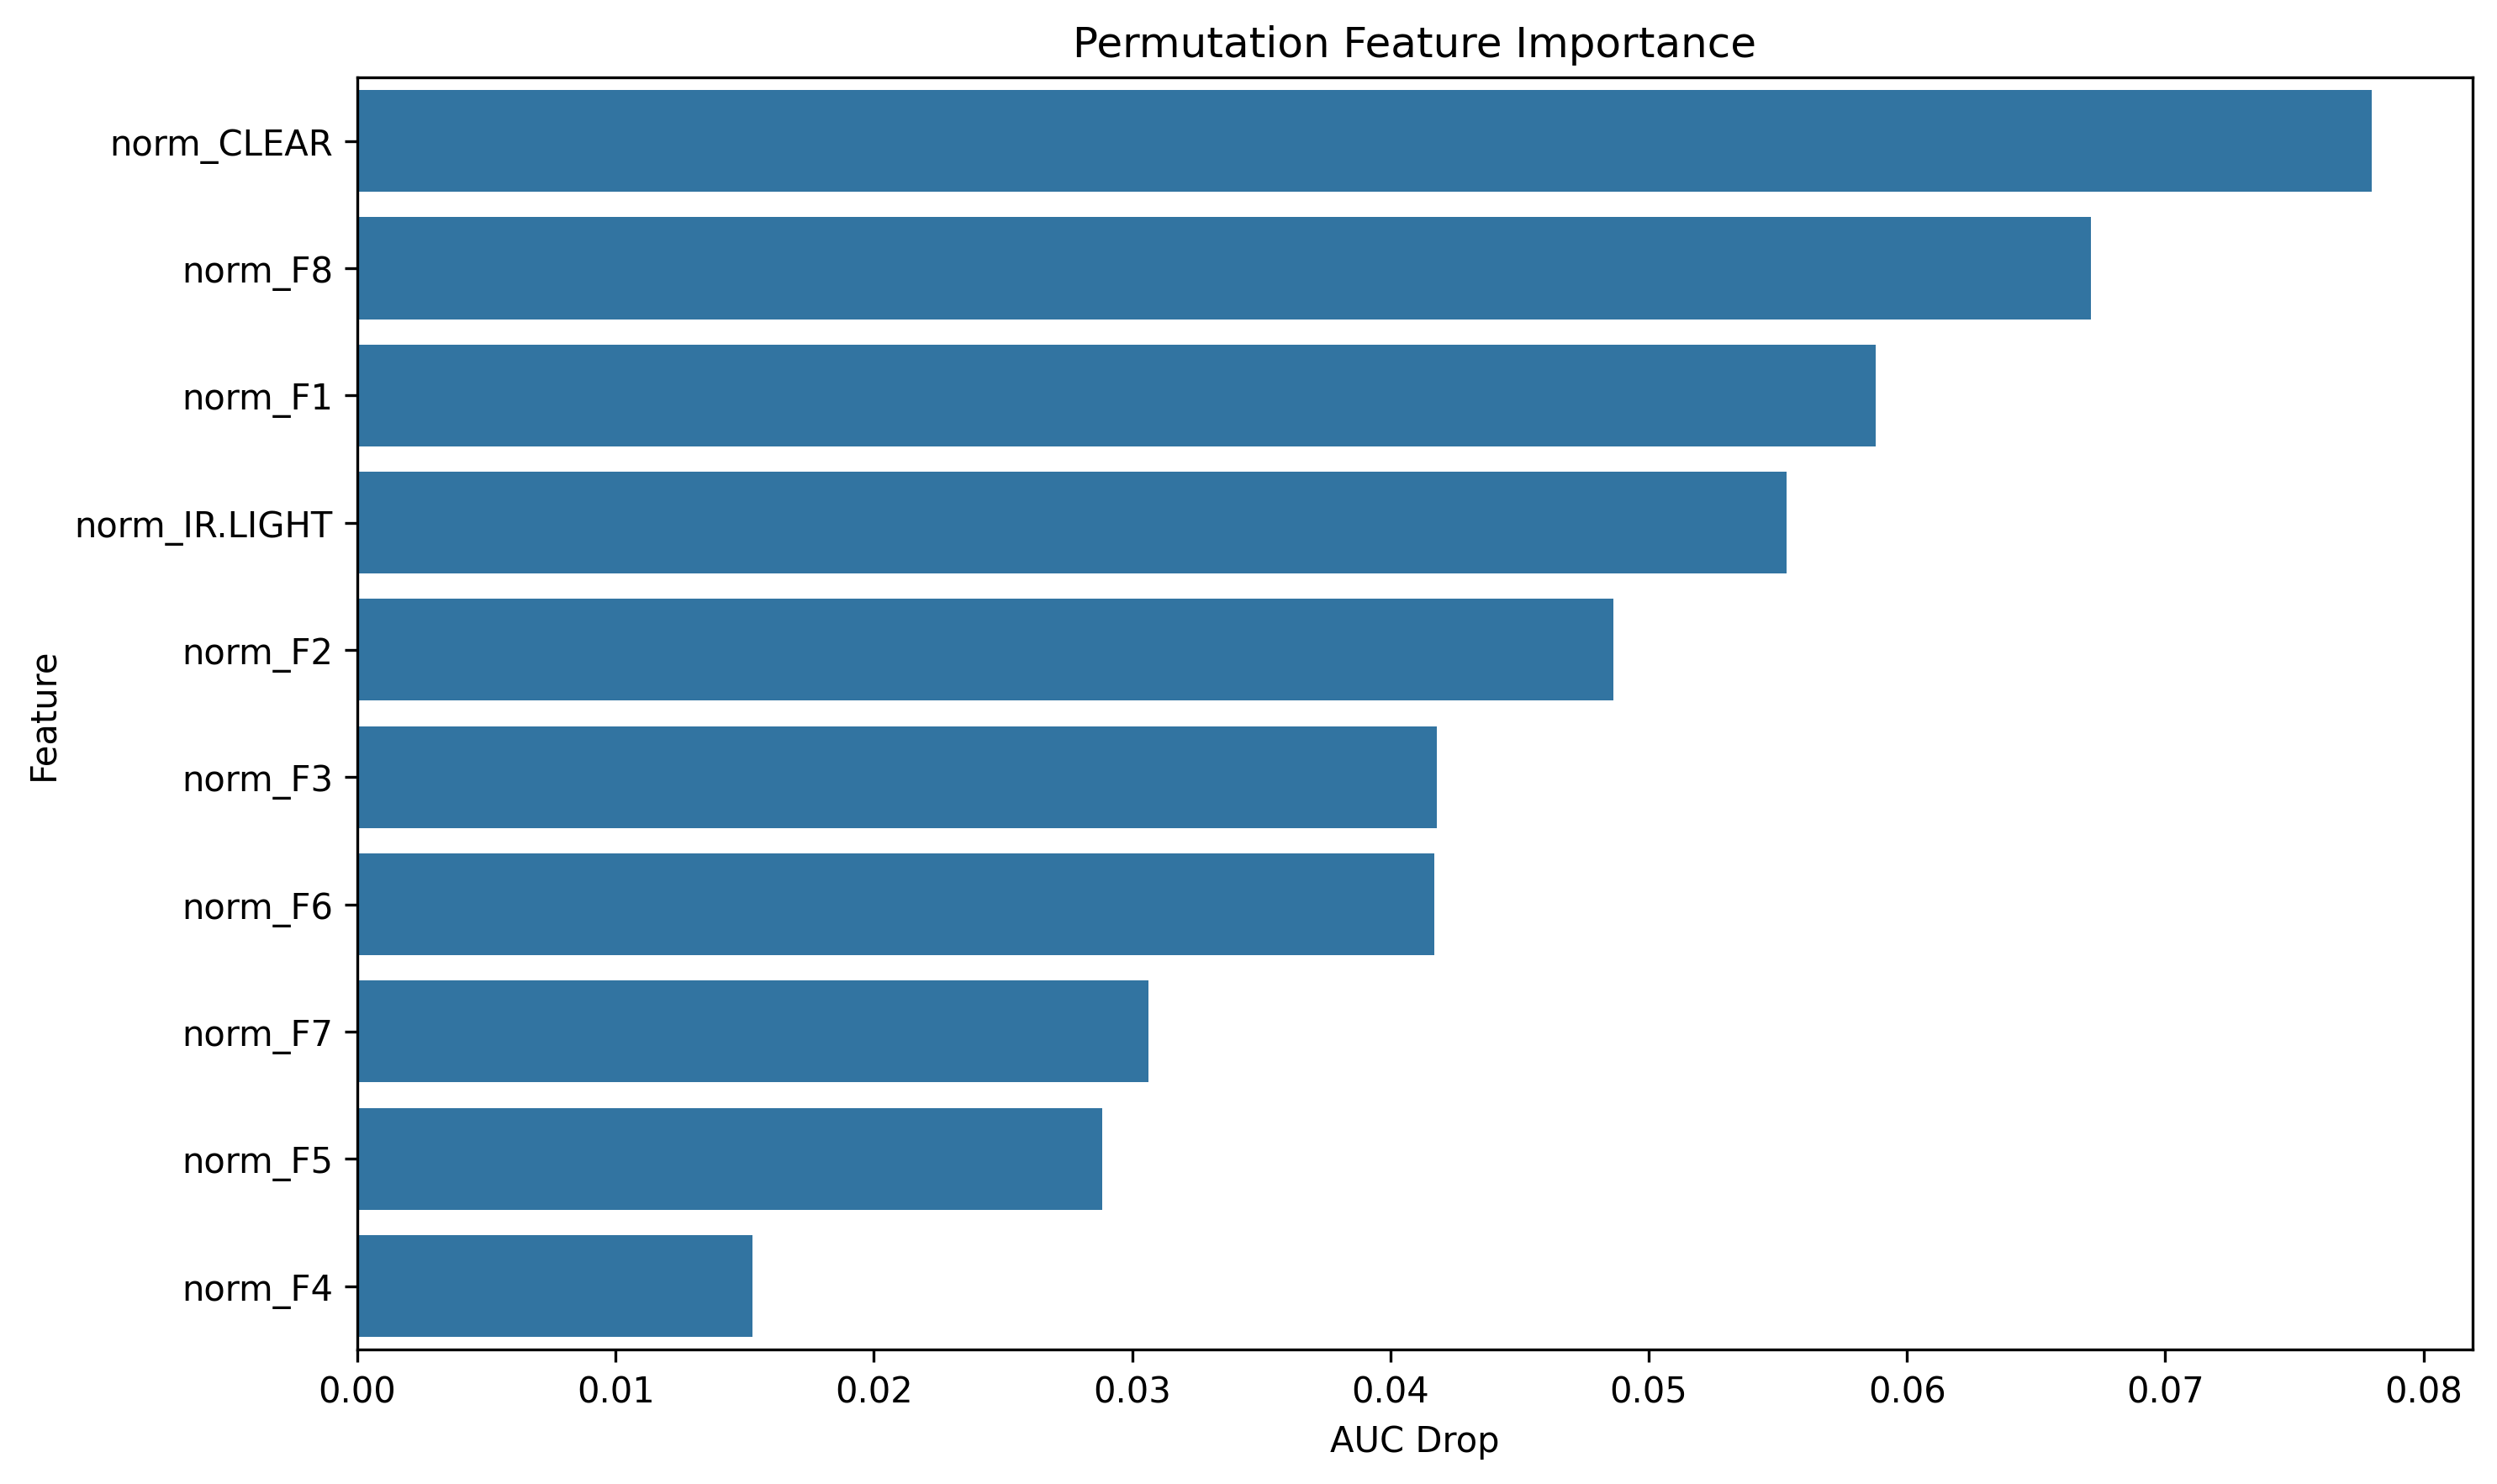 Permutation Feature Importance
norm_CLEAR
norm_F8
norm_F1
norm_IR.LIGHT
norm_F2
norm_F3
norm_F6
norm_F7
norm_F5
norm_F4
Feature
0.00 0.01 0.02 0.03 0.04 0.05 0.06 0.07 0.08
AUC Drop